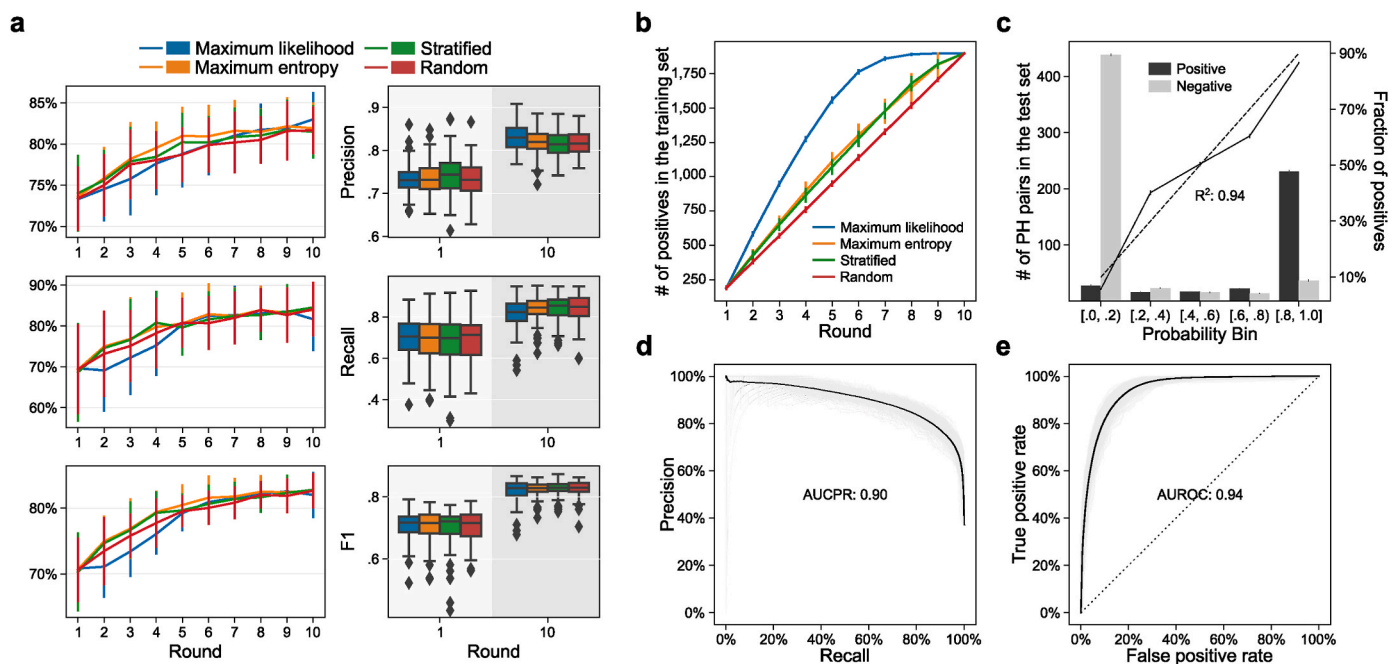 a
Maximum likelihood
Stratified
Maximum entropy
Random
85%
80%
75%
70%
1 2 3 4 5 6 7 8 9 10
Precision
.9
.8
.7
.6
1 10
90%
80%
70%
60%
1 2 3 4 5 6 7 8 9 10
Recall
.8
.6
.4
1 10
80%
70%
1 2 3 4 5 6 7 8 9 10
Round
F1
.8
.6
1 10
Round
b
# of positives in the training set
1,750
1,500
1,250
1,000
750
500
250
Maximum likelihood
Maximum entropy
Stratified
Random
1 2 3 4 5 6 7 8 9 10
Round
c
# of PH pairs in the test set
400
300
200
100
Positive
Negative
R²: 0.94
90%
70%
50%
30%
10%
Fraction of
positives
[.0, .2) [.2, .4) [.4, .6) [.6, .8) [.8, 1.0]
Probability Bin
d
Precision
100%
80%
60%
40%
20%
0%
AUCPR: 0.90
0% 20% 40% 60% 80% 100%
Recall
e
True positive rate
100%
80%
60%
40%
20%
0%
AUROC: 0.94
0% 20% 40% 60% 80% 100%
False positive rate